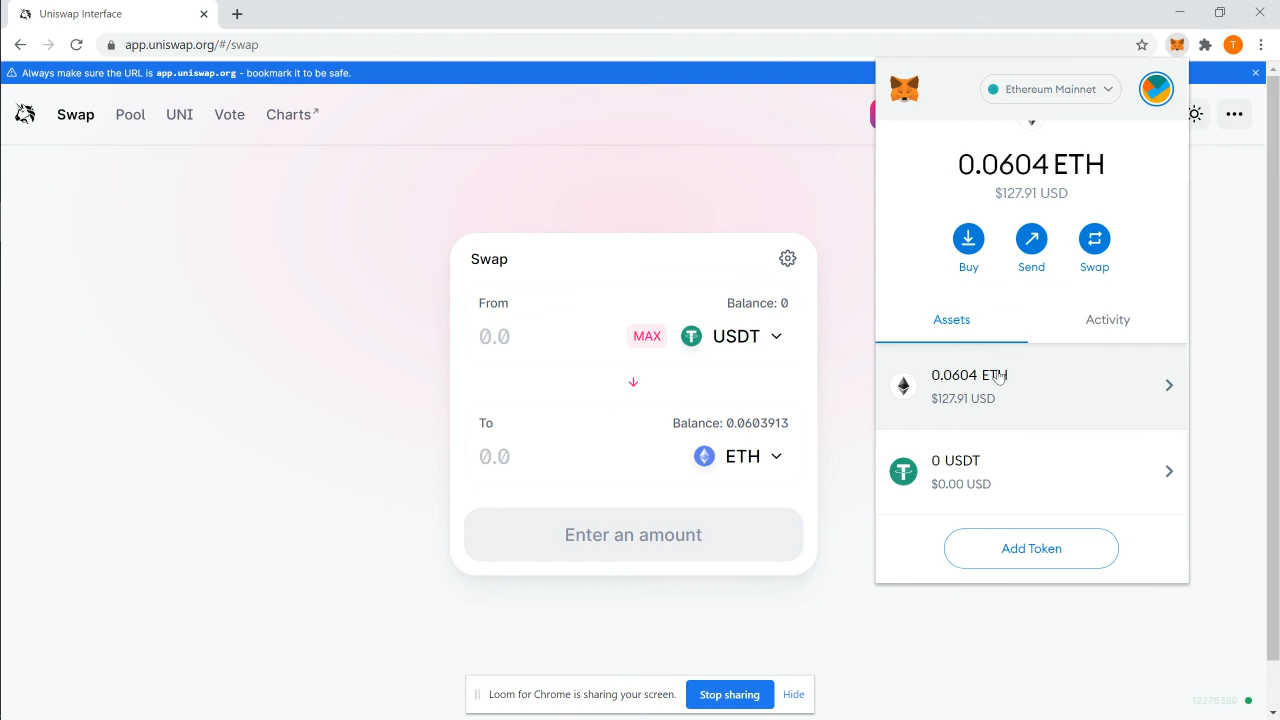 Uniswap Interface
app.uniswap.org/#/swap
T
Always make sure the URL is app.uniswap.org - bookmark it to be safe.
Swap Pool UNI Vote Charts↗
Ethereum Mainnet
0.0604 ETH
$127.91 USD
Buy Send Swap
Assets Activity
0.0604 ETH
$127.91 USD
0 USDT
$0.00 USD
Add Token
Swap
From Balance: 0
0.0 MAX USDT
To Balance: 0.0603913
0.0 ETH
Enter an amount
Loom for Chrome is sharing your screen. Stop sharing Hide
12275380